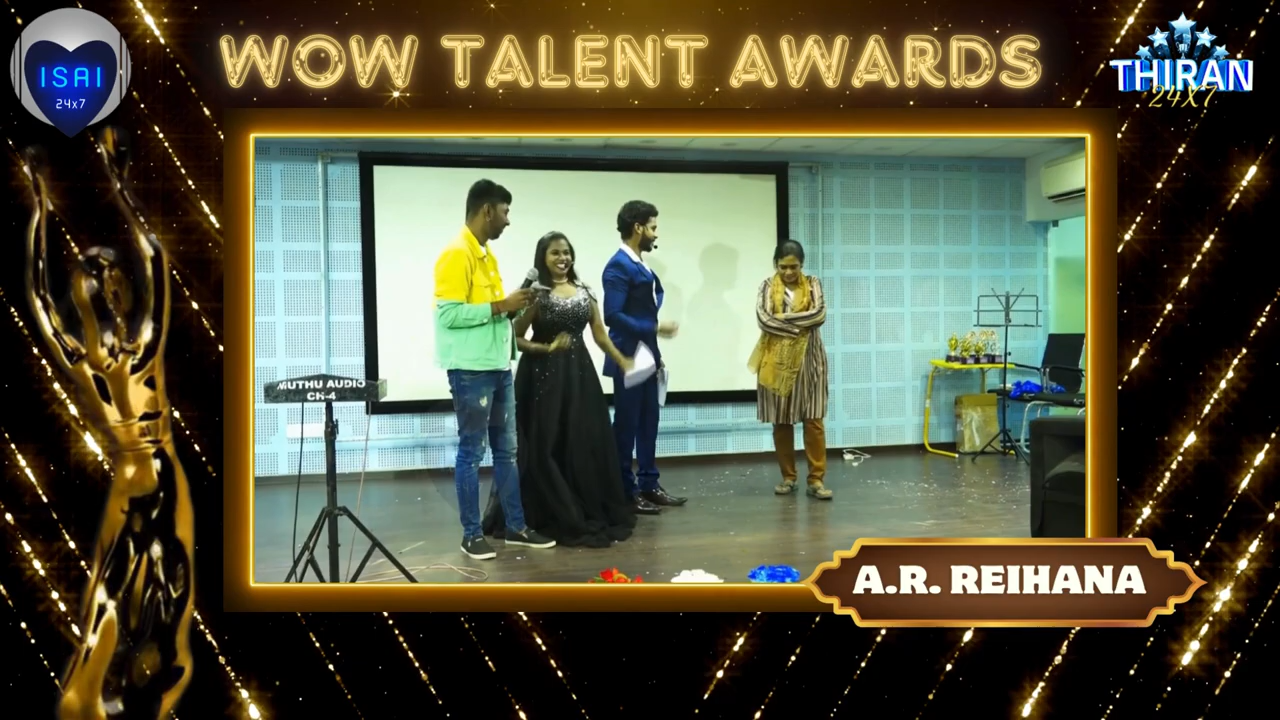 WOW TALENT AWARDS
ISAI
24x7
THIRAN
24X7
MUTHU AUDIO
CH-4
A.R. REIHANA